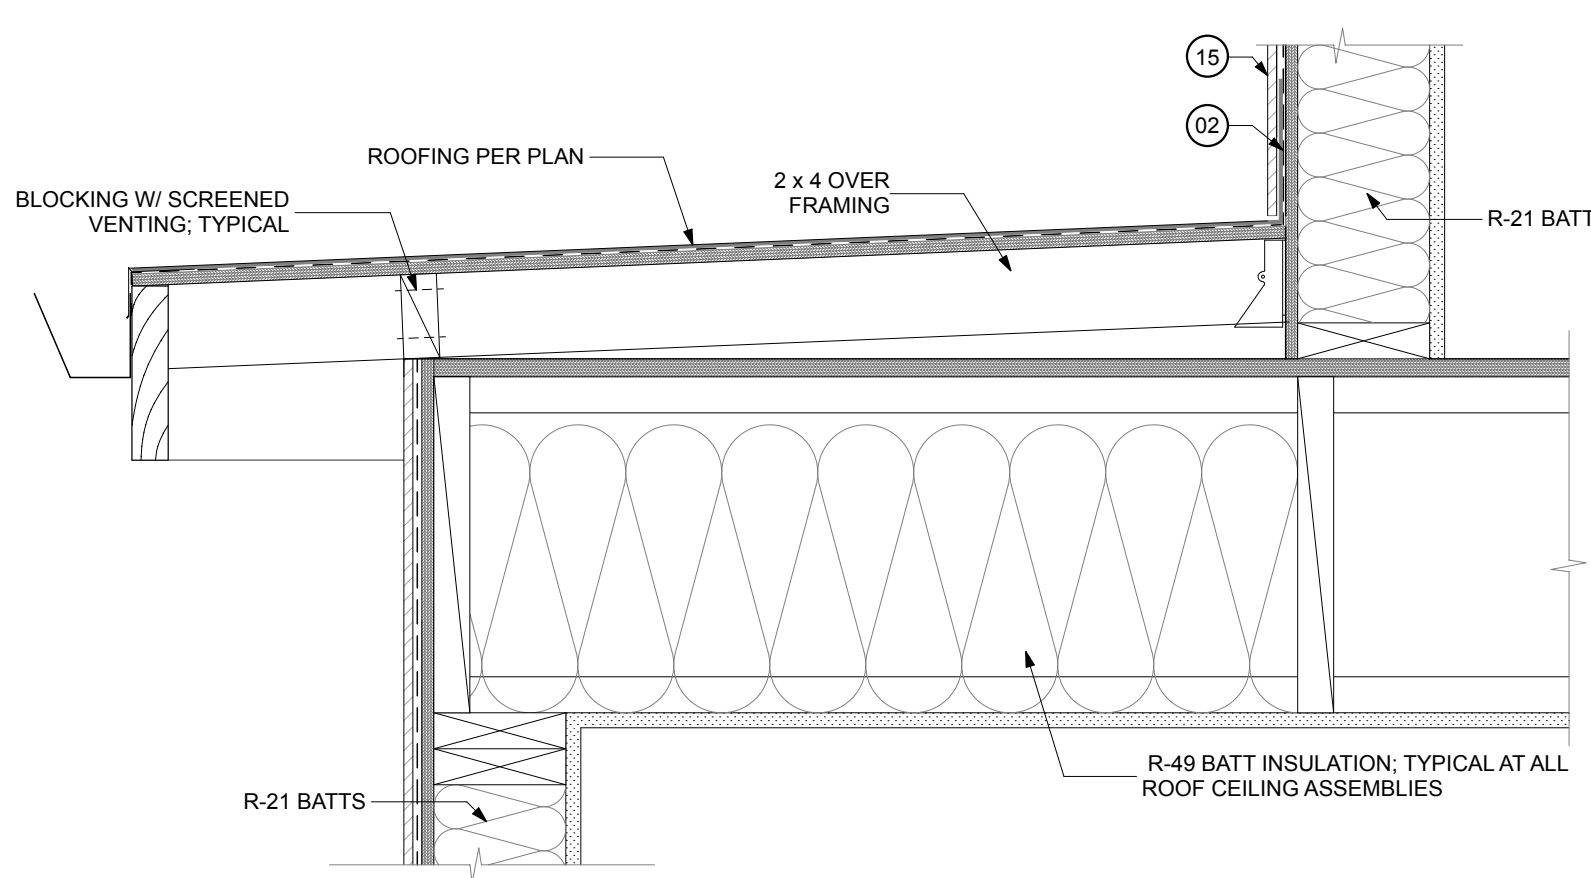 15
02
ROOFING PER PLAN
2 x 4 OVER
FRAMING
BLOCKING W/ SCREENED
VENTING; TYPICAL
R-21 BATT
R-49 BATT INSULATION; TYPICAL AT ALL
ROOF CEILING ASSEMBLIES
R-21 BATTS